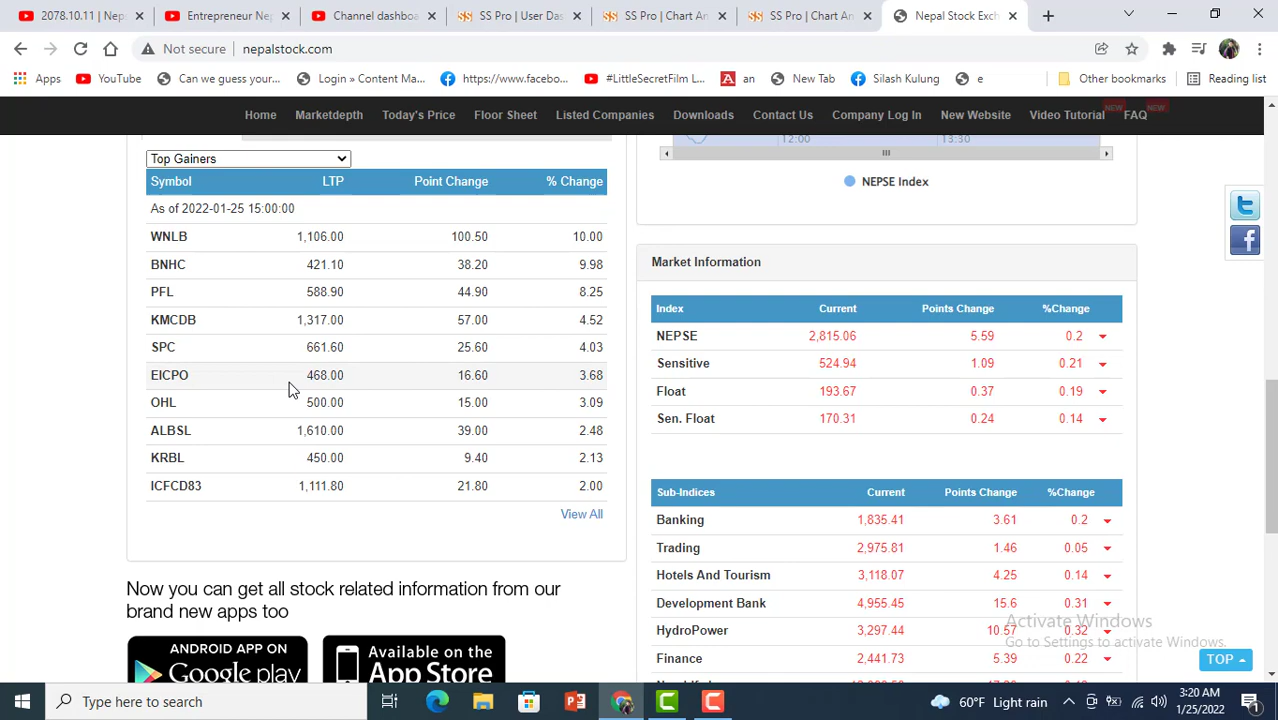 2078.10.11 | Nep
Entrepreneur Ne
Channel dashboa
SS Pro | User Das
SS Pro | Chart An
SS Pro | Chart An
Nepal Stock Exch
Not secure
nepalstock.com
Apps
YouTube
Can we guess your...
Login » Content Ma...
https://www.facebo...
#LittleSecretFilm L...
an
New Tab
Silash Kulung
e
Other bookmarks
Reading list
Home Marketdepth Today's Price Floor Sheet Listed Companies Downloads Contact Us Company Log In New Website Video Tutorial NEW FAQ NEW
12:00 13:30
Top Gainers
NEPSE Index
Symbol LTP Point Change % Change
As of 2022-01-25 15:00:00
WNLB 1,106.00 100.50 10.00
BNHC 421.10 38.20 9.98
PFL 588.90 44.90 8.25
KMCDB 1,317.00 57.00 4.52
SPC 661.60 25.60 4.03
EICPO 468.00 16.60 3.68
OHL 500.00 15.00 3.09
ALBSL 1,610.00 39.00 2.48
KRBL 450.00 9.40 2.13
ICFCD83 1,111.80 21.80 2.00
View All
Market Information
Index Current Points Change %Change
NEPSE 2,815.06 5.59 0.2
Sensitive 524.94 1.09 0.21
Float 193.67 0.37 0.19
Sen. Float 170.31 0.24 0.14
Sub-Indices Current Points Change %Change
Banking 1,835.41 3.61 0.2
Trading 2,975.81 1.46 0.05
Hotels And Tourism 3,118.07 4.25 0.14
Development Bank 4,955.45 15.6 0.31
HydroPower 3,297.44 10.57 0.32
Finance 2,441.73 5.39 0.22
Now you can get all stock related information from our
brand new apps too
ANDROID APP ON
Google play
Available on the
App Store
Activate Windows
Go to Settings to activate Windows.
TOP
Type here to search
60°F Light rain
3:20 AM
1/25/2022
1